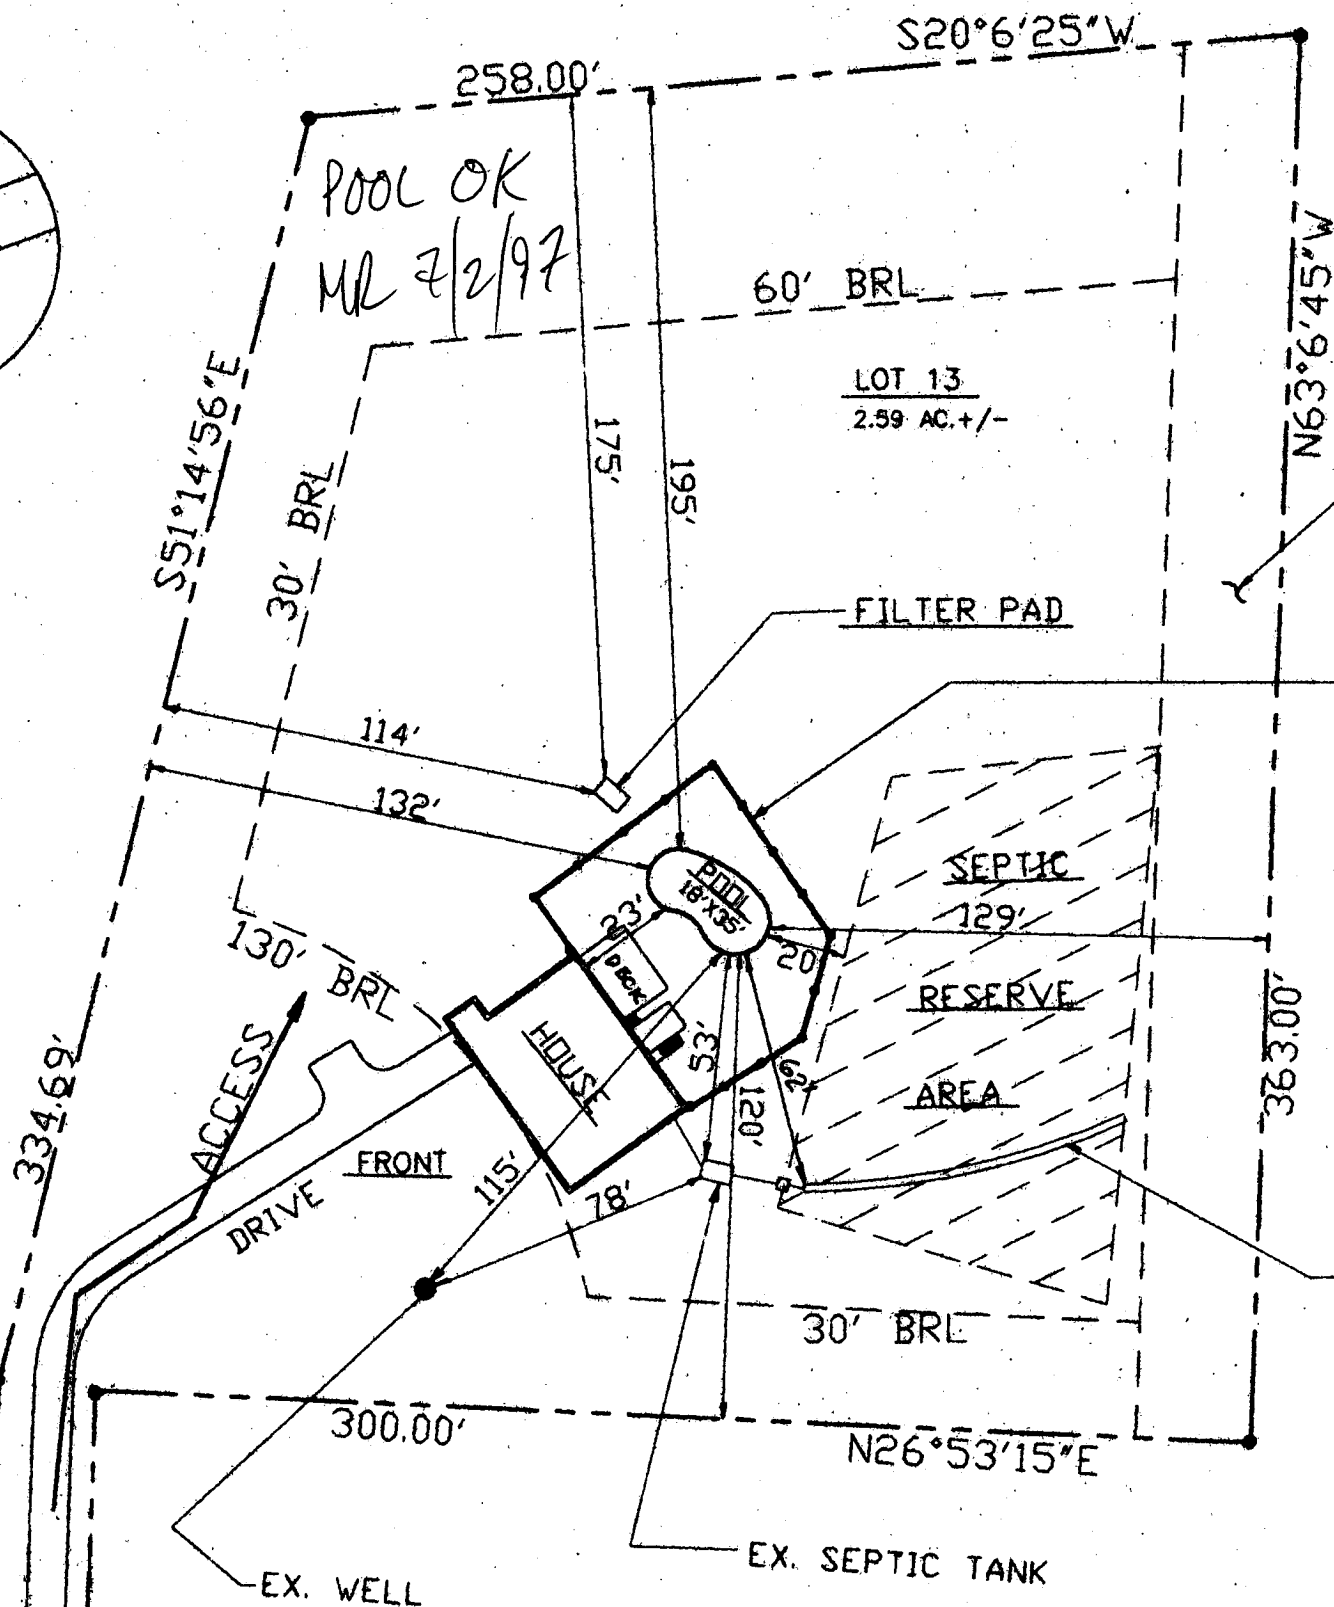 S20°6'25"W
258.00'
POOL OK
MR 7/2/97
60' BRL
N63°6'45"W
LOT 13
2.59 AC.+/-
S51°14'56"E
30' BRL
175'
195'
FILTER PAD
114'
132'
POOL
18'X35'
SEPTIC
129'
23'
20'
DECK
130' BRL
RESERVE
HOUSE
53'
62'
120'
AREA
363.00'
334.69'
ACCESS
FRONT
115'
78'
DRIVE
30' BRL
300.00'
N26°53'15"E
EX. SEPTIC TANK
EX. WELL